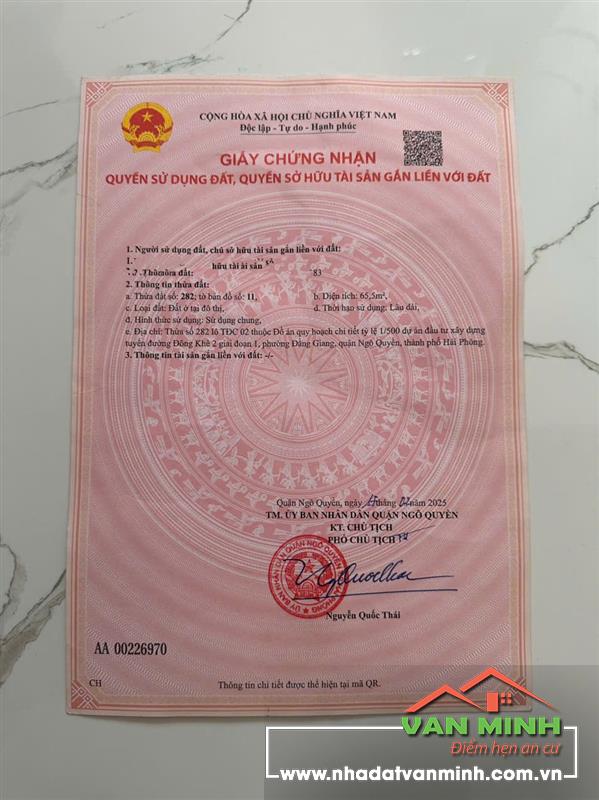 CỘNG HÒA XÃ HỘI CHỦ NGHĨA VIỆT NAM
Độc lập - Tự do - Hạnh phúc
GIẤY CHỨNG NHẬN
QUYỀN SỬ DỤNG ĐẤT, QUYỀN SỞ HỮU TÀI SẢN GẮN LIỀN VỚI ĐẤT
1. Người sử dụng đất, chủ sở hữu tài sản gắn liền với đất:
1.
hữu tài
83
2. Thông tin thửa đất:
a. Thửa đất số: 282; tờ bản đồ số: 11, b. Diện tích: 65,5m²,
c. Loại đất: Đất ở tại đô thị, d. Thời hạn sử dụng: Lâu dài,
đ. Hình thức sử dụng: Sử dụng chung,
e. Địa chỉ: Thửa số 282 lô TĐC 02 thuộc Đồ án quy hoạch chi tiết tỷ lệ 1/500 dự án đầu tư xây dựng
tuyến đường Đông Khê 2 giai đoạn 1, phường Đằng Giang, quận Ngô Quyền, thành phố Hải Phòng.
3. Thông tin tài sản gắn liền với đất: -/-
Quận Ngô Quyền, ngày tháng 02 năm 2025
TM. ỦY BAN NHÂN DÂN QUẬN NGÔ QUYỀN
KT. CHỦ TỊCH
PHÓ CHỦ TỊCH
Nguyễn Quốc Thái
AA 00226970
CH
Thông tin chi tiết được thể hiện tại mã QR.
VAN MINH
Điểm hẹn an cư
www.nhadatvanminh.com.vn